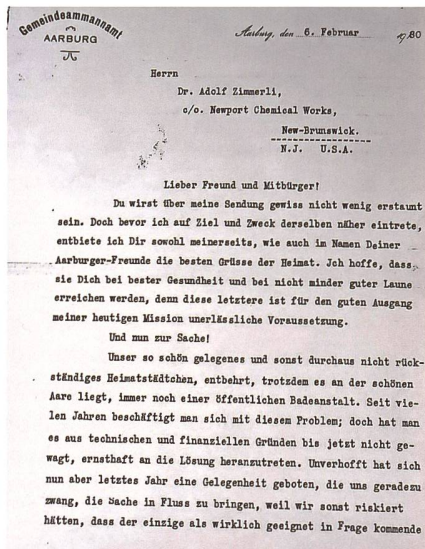 Gemeindeammannamt
AARBURG
Aarburg, den 6. Februar 1930
Herrn
Dr. Adolf Zimmerli,
c/o. Newport Chemical Works,
New-Brunswick.
N.J. U.S.A.
Lieber Freund und Mitbürger!
Du wirst über meine Sendung gewiss nicht wenig erstaunt
sein. Doch bevor ich auf Ziel und Zweck derselben näher eintrete,
entbiete ich Dir sowohl meinerseits, wie auch im Namen Deiner
Aarburger-Freunde die besten Grüsse der Heimat. Jch hoffe, dass
sie Dich bei bester Gesundheit und bei nicht minder guter Laune
erreichen werden, denn diese letztere ist für den guten Ausgang
meiner heutigen Mission unerlässliche Voraussetzung.
Und nun zur Sache!
Unser so schön gelegenes und sonst durchaus nicht rück-
ständiges Heimatstädtchen, entbehrt, trotzdem es an der schönen
Aare liegt, immer noch einer öffentlichen Badeanstalt. Seit vie-
len Jahren beschäftigt man sich mit diesem Problem; doch hat man
es aus technischen und finanziellen Gründen bis jetzt nicht ge-
wagt, ernsthaft an die Lösung heranzutreten. Unverhofft hat sich
nun aber letztes Jahr eine Gelegenheit geboten, die uns geradezu
zwang, die Sache in Fluss zu bringen, weil wir sonst riskiert
hätten, dass der einzige als wirklich geeignet in Frage kommende